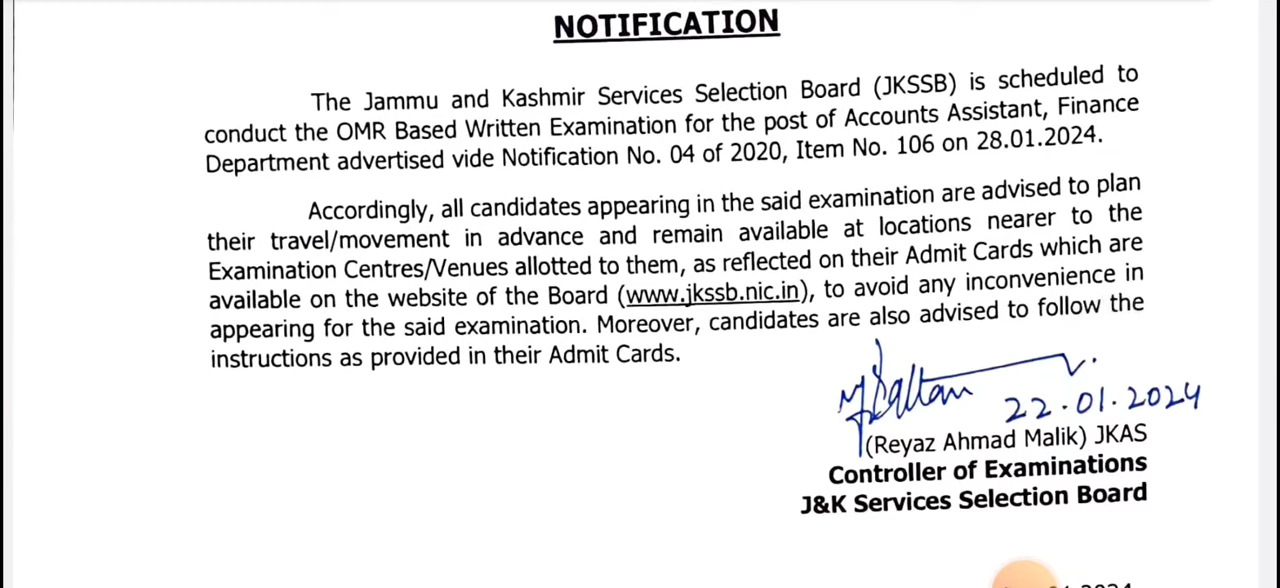 NOTIFICATION
The Jammu and Kashmir Services Selection Board (JKSSB) is scheduled to
conduct the OMR Based Written Examination for the post of Accounts Assistant, Finance
Department advertised vide Notification No. 04 of 2020, Item No. 106 on 28.01.2024.
Accordingly, all candidates appearing in the said examination are advised to plan
their travel/movement in advance and remain available at locations nearer to the
Examination Centres/Venues allotted to them, as reflected on their Admit Cards which are
available on the website of the Board (www.jkssb.nic.in), to avoid any inconvenience in
appearing for the said examination. Moreover, candidates are also advised to follow the
instructions as provided in their Admit Cards.
22.01.2024
(Reyaz Ahmad Malik) JKAS
Controller of Examinations
J&K Services Selection Board